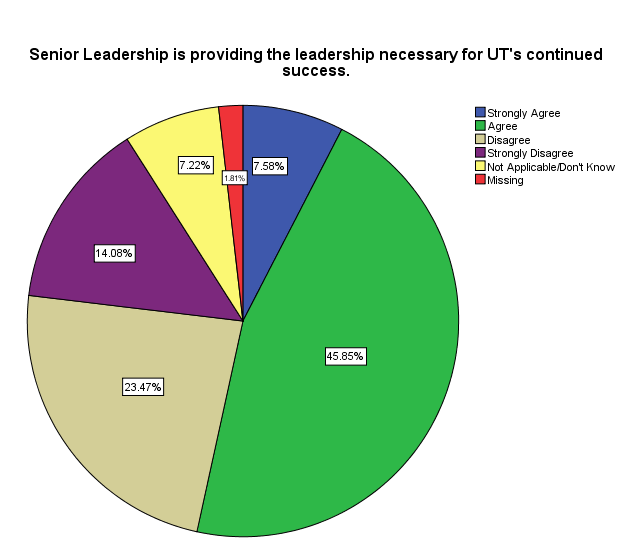 Senior Leadership is providing the leadership necessary for UT's continued
success.
Strongly Agree
Agree
Disagree
Strongly Disagree
Not Applicable/Don't Know
Missing
7.22%
1.81%
7.58%
14.08%
45.85%
23.47%